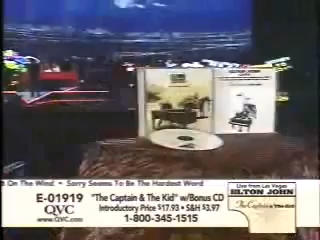 t On The Wind • Sorry Seems To Be The Hardest Word
E-01919
QVC
www.QVC.com
"The Captain & The Kid" w/Bonus CD
Introductory Price $17.93 • S&H $3.97
1-800-345-1515
Live from Las Vegas
ELTON JOHN
The Captain & The Kid
ELTON JOHN